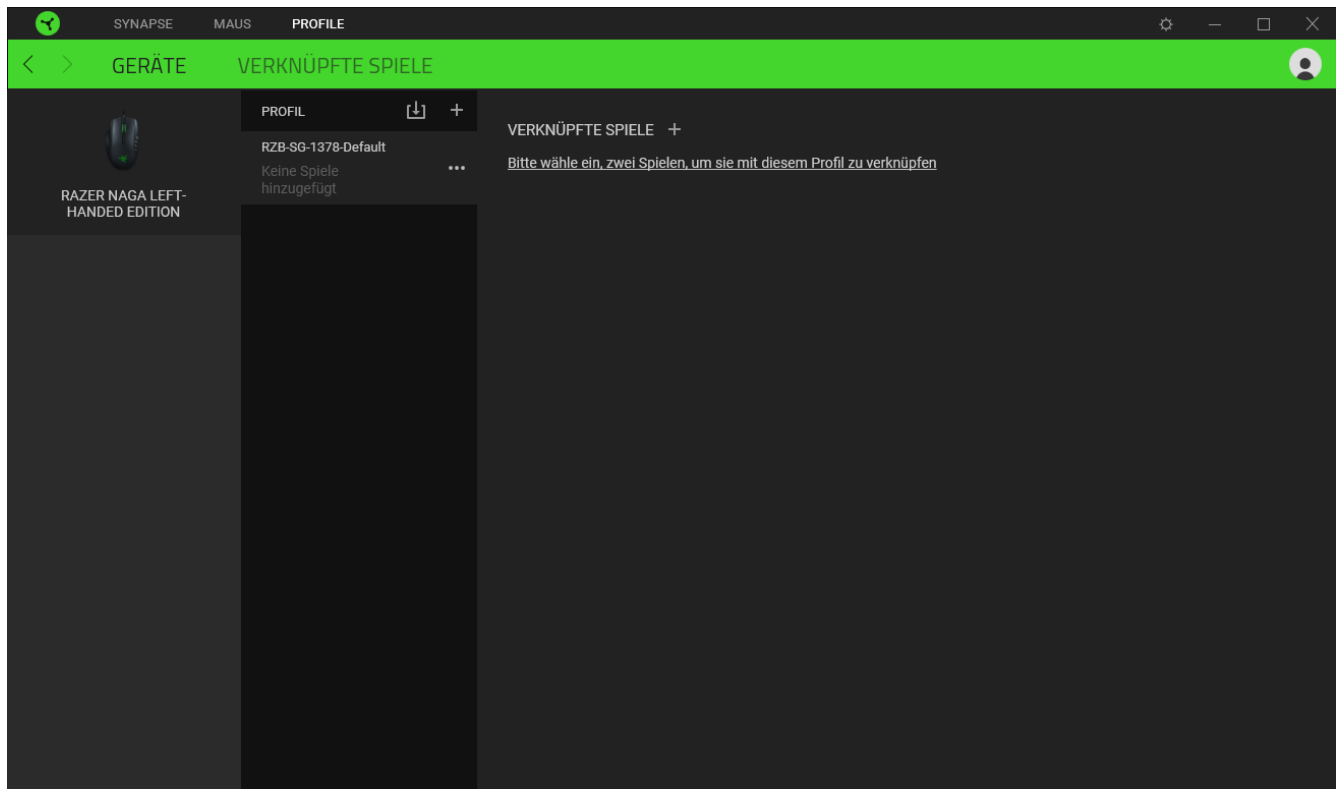 SYNAPSE MAUS PROFILE
GERÄTE VERKNÜPFTE SPIELE
RAZER NAGA LEFT-
HANDED EDITION
PROFIL
RZB-SG-1378-Default
Keine Spiele
hinzugefügt
VERKNÜPFTE SPIELE +
Bitte wähle ein, zwei Spielen, um sie mit diesem Profil zu verknüpfen